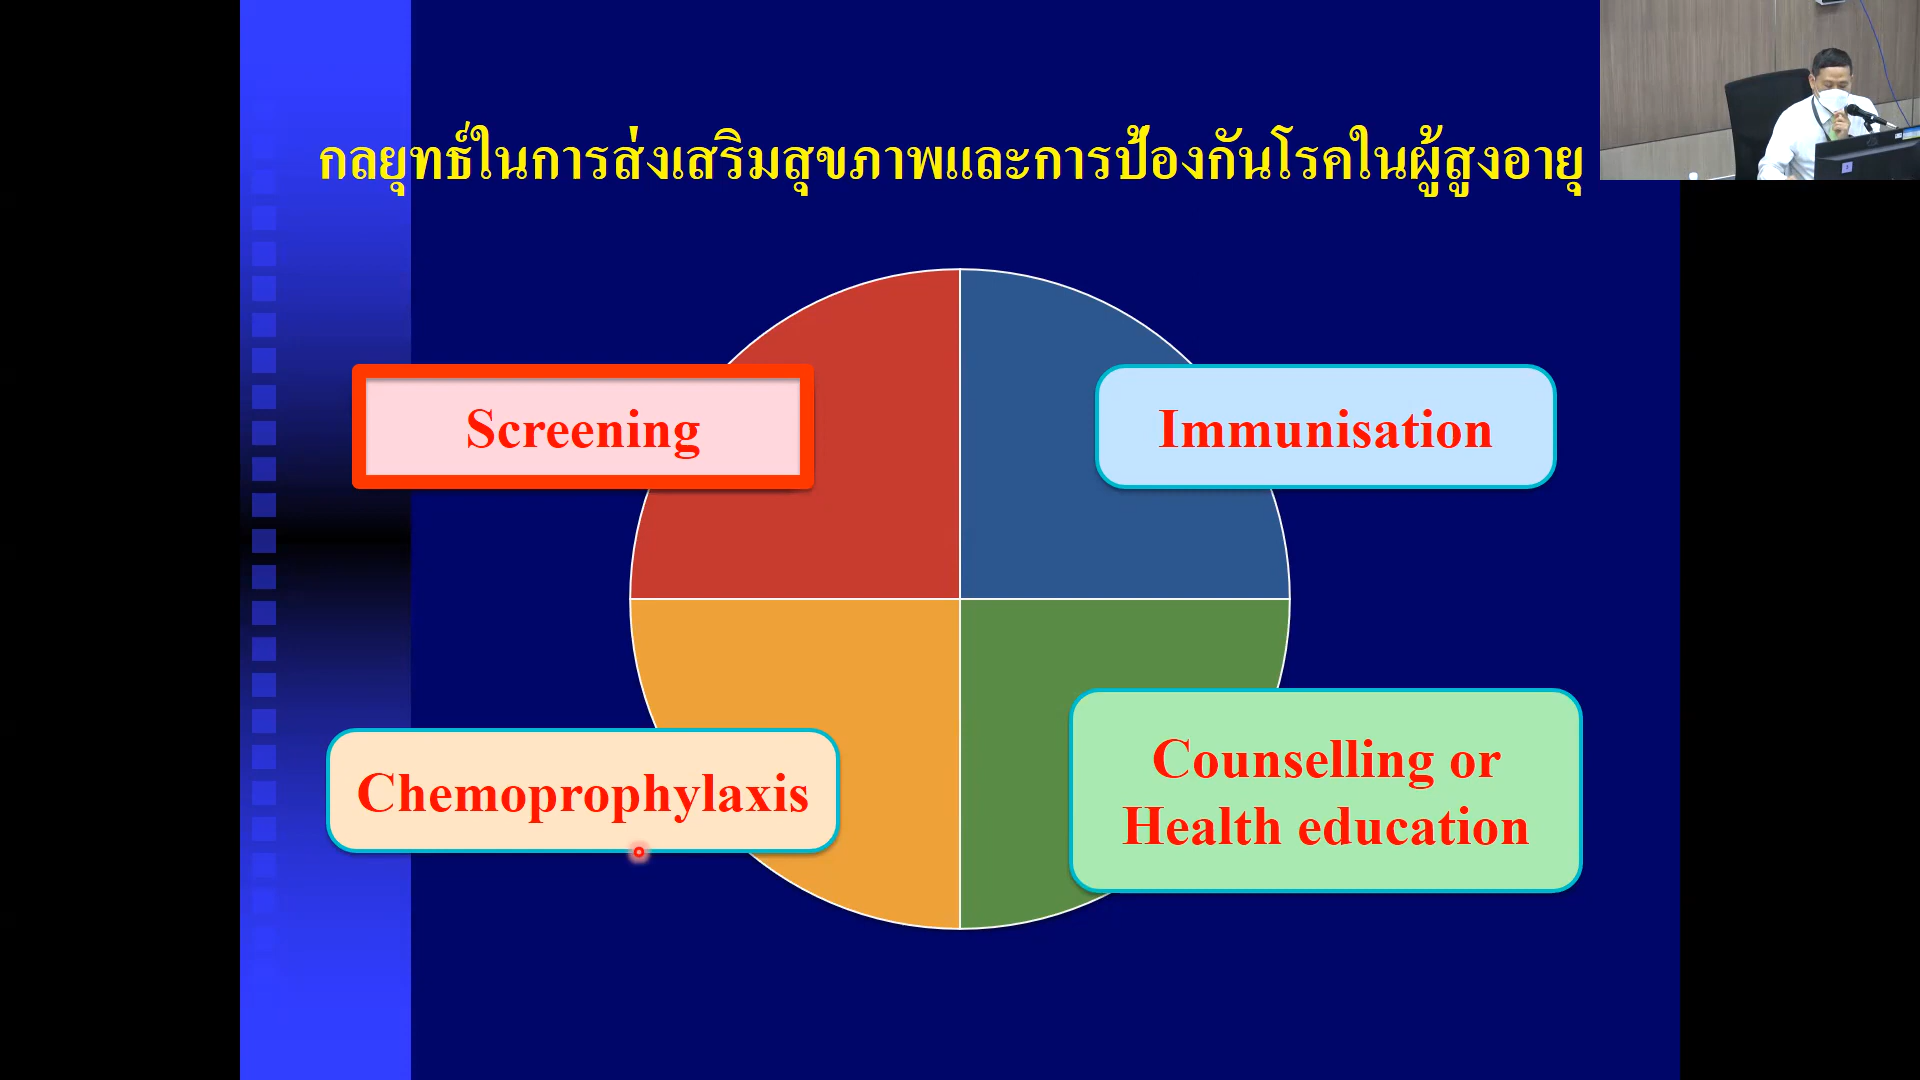 กลยุทธ์ในการส่งเสริมสุขภาพและการป้องกันโรคในผู้สูงอายุ
Screening
Immunisation
Chemoprophylaxis
Counselling or
Health education